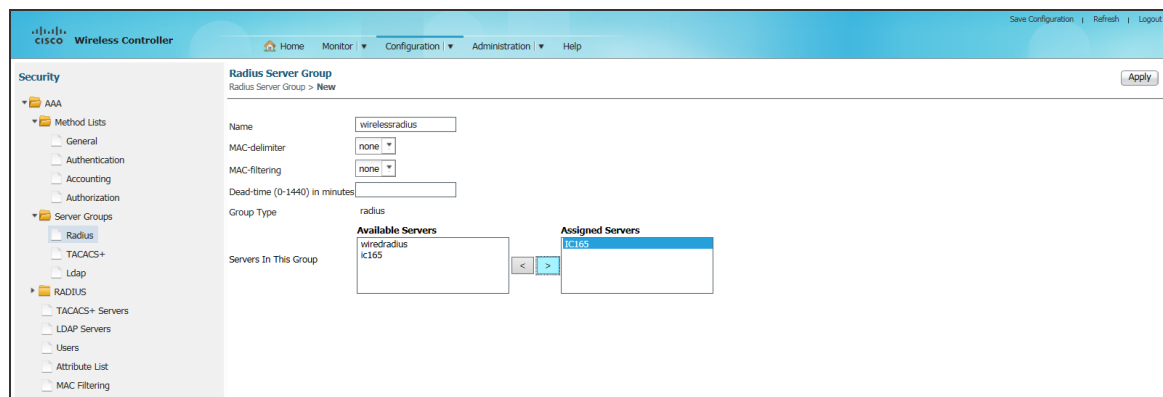 Save Configuration | Refresh | Logout
CISCO Wireless Controller
Home Monitor | ▼ Configuration | ▼ Administration | ▼ Help
Security
Radius Server Group
Radius Server Group > New
Apply
AAA
Method Lists
General
Authentication
Accounting
Authorization
Server Groups
Radius
TACACS+
Ldap
RADIUS
TACACS+ Servers
LDAP Servers
Users
Attribute List
MAC Filtering
Name wirelessradius
MAC-delimiter none
MAC-filtering none
Dead-time (0-1440) in minutes
Group Type radius
Available Servers Assigned Servers
wiredradius IC165
ic165
Servers In This Group < >